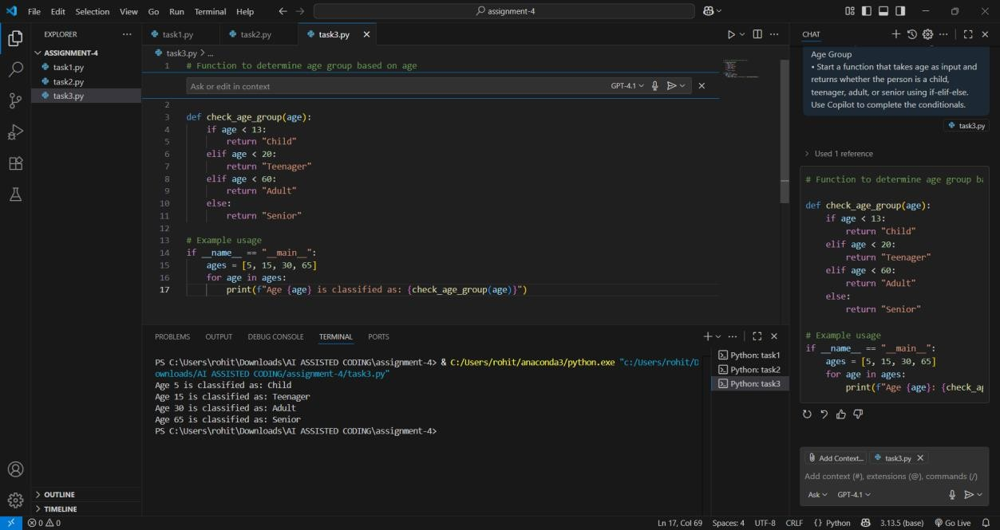 File Edit Selection View Go Run Terminal Help
assignment-4
EXPLORER
ASSIGNMENT-4
task1.py
task2.py
task3.py
task1.py
task2.py
task3.py
task3.py > ...
1 # Function to determine age group based on age
Ask or edit in context
GPT-4.1
2
3 def check_age_group(age):
4     if age < 13:
5         return "Child"
6     elif age < 20:
7         return "Teenager"
8     elif age < 60:
9         return "Adult"
10     else:
11         return "Senior"
12
13 # Example usage
14 if __name__ == "__main__":
15     ages = [5, 15, 30, 65]
16     for age in ages:
17         print(f"Age {age} is classified as: {check_age_group(age)}")
PROBLEMS OUTPUT DEBUG CONSOLE TERMINAL PORTS
PS C:\Users\rohit\Downloads\AI ASSISTED CODING\assignment-4> & C:/Users/rohit/anaconda3/python.exe "c:/Users/rohit/D
ownloads/AI ASSISTED CODING/assignment-4/task3.py"
Age 5 is classified as: Child
Age 15 is classified as: Teenager
Age 30 is classified as: Adult
Age 65 is classified as: Senior
PS C:\Users\rohit\Downloads\AI ASSISTED CODING\assignment-4>
Python: task1
Python: task2
Python: task3
CHAT
Age Group
• Start a function that takes age as input and
returns whether the person is a child,
teenager, adult, or senior using if-elif-else.
Use Copilot to complete the conditionals.
task3.py
Used 1 reference
# Function to determine age group ba
def check_age_group(age):
    if age < 13:
        return "Child"
    elif age < 20:
        return "Teenager"
    elif age < 60:
        return "Adult"
    else:
        return "Senior"
# Example usage
if __name__ == "__main__":
    ages = [5, 15, 30, 65]
    for age in ages:
        print(f"Age {age}: {check_ag
Add Context...
task3.py
Add context (#), extensions (@), commands (/)
Ask GPT-4.1
OUTLINE
TIMELINE
0 0
Ln 17, Col 69 Spaces: 4 UTF-8 CRLF {} Python 3.13.5 (base) Go Live